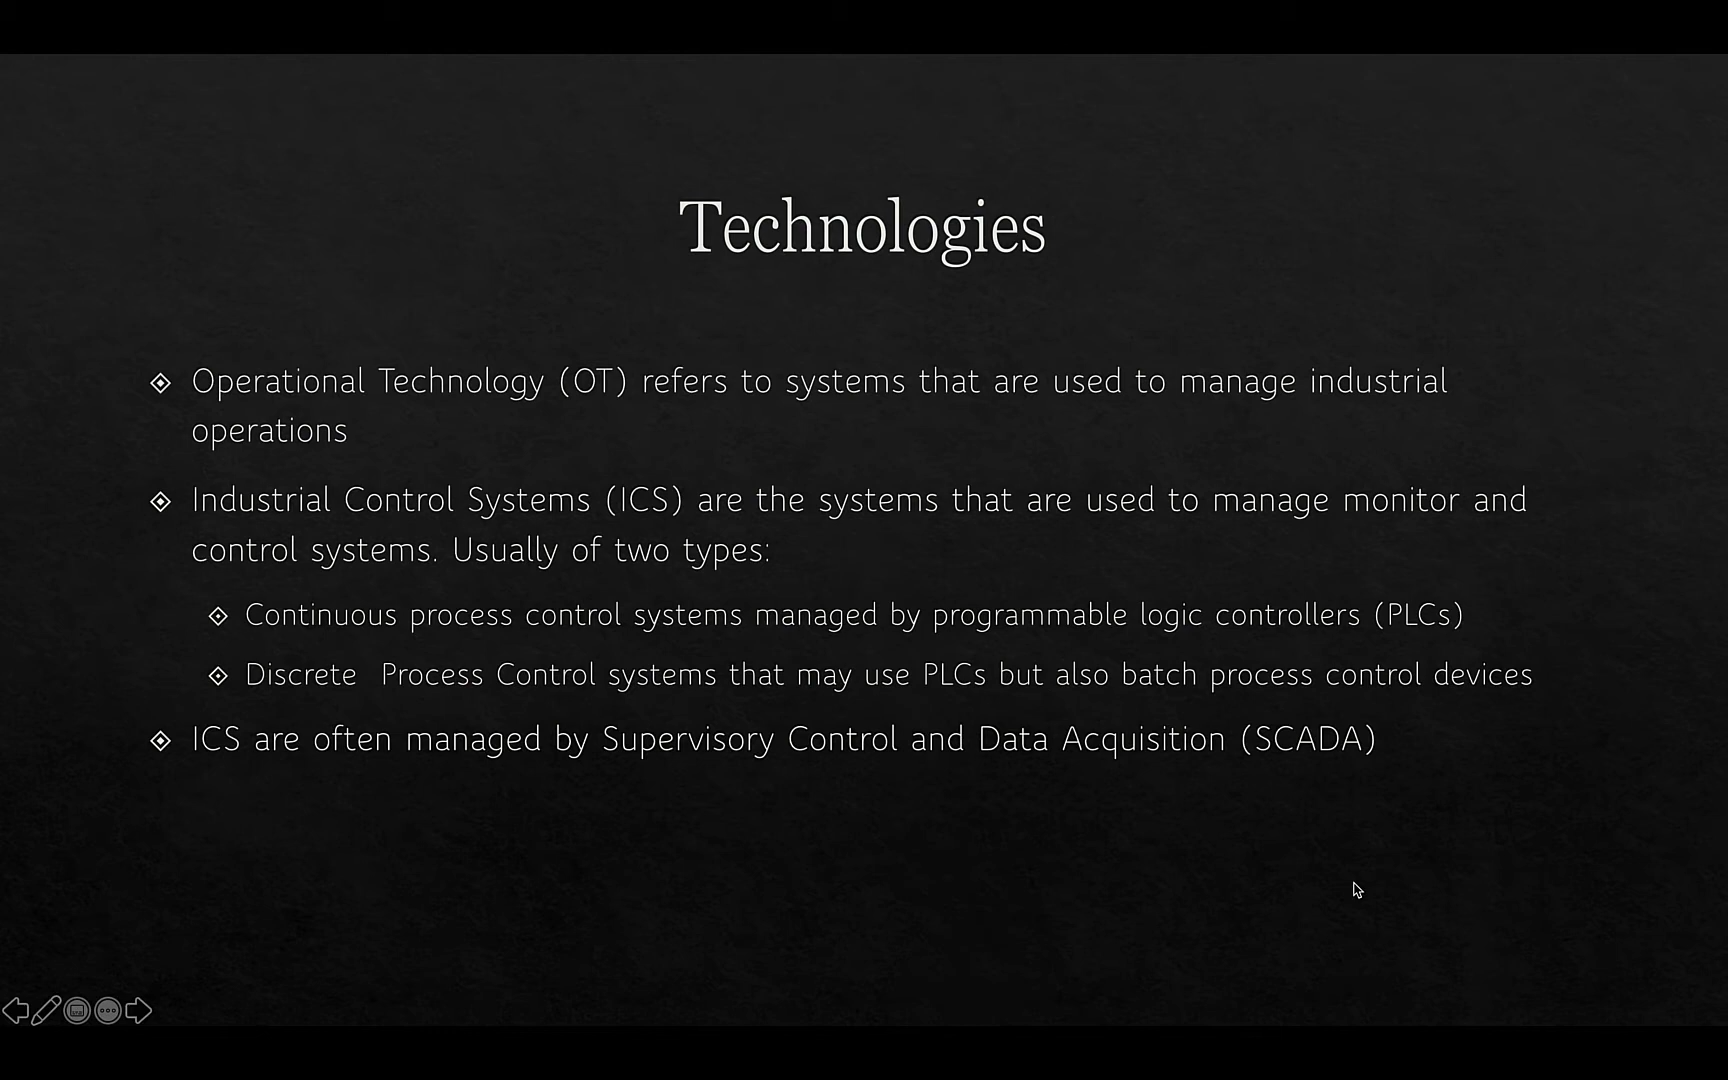 Technologies
Operational Technology (OT) refers to systems that are used to manage industrial
operations
Industrial Control Systems (ICS) are the systems that are used to manage monitor and
control systems. Usually of two types:
Continuous process control systems managed by programmable logic controllers (PLCs)
Discrete  Process Control systems that may use PLCs but also batch process control devices
ICS are often managed by Supervisory Control and Data Acquisition (SCADA)